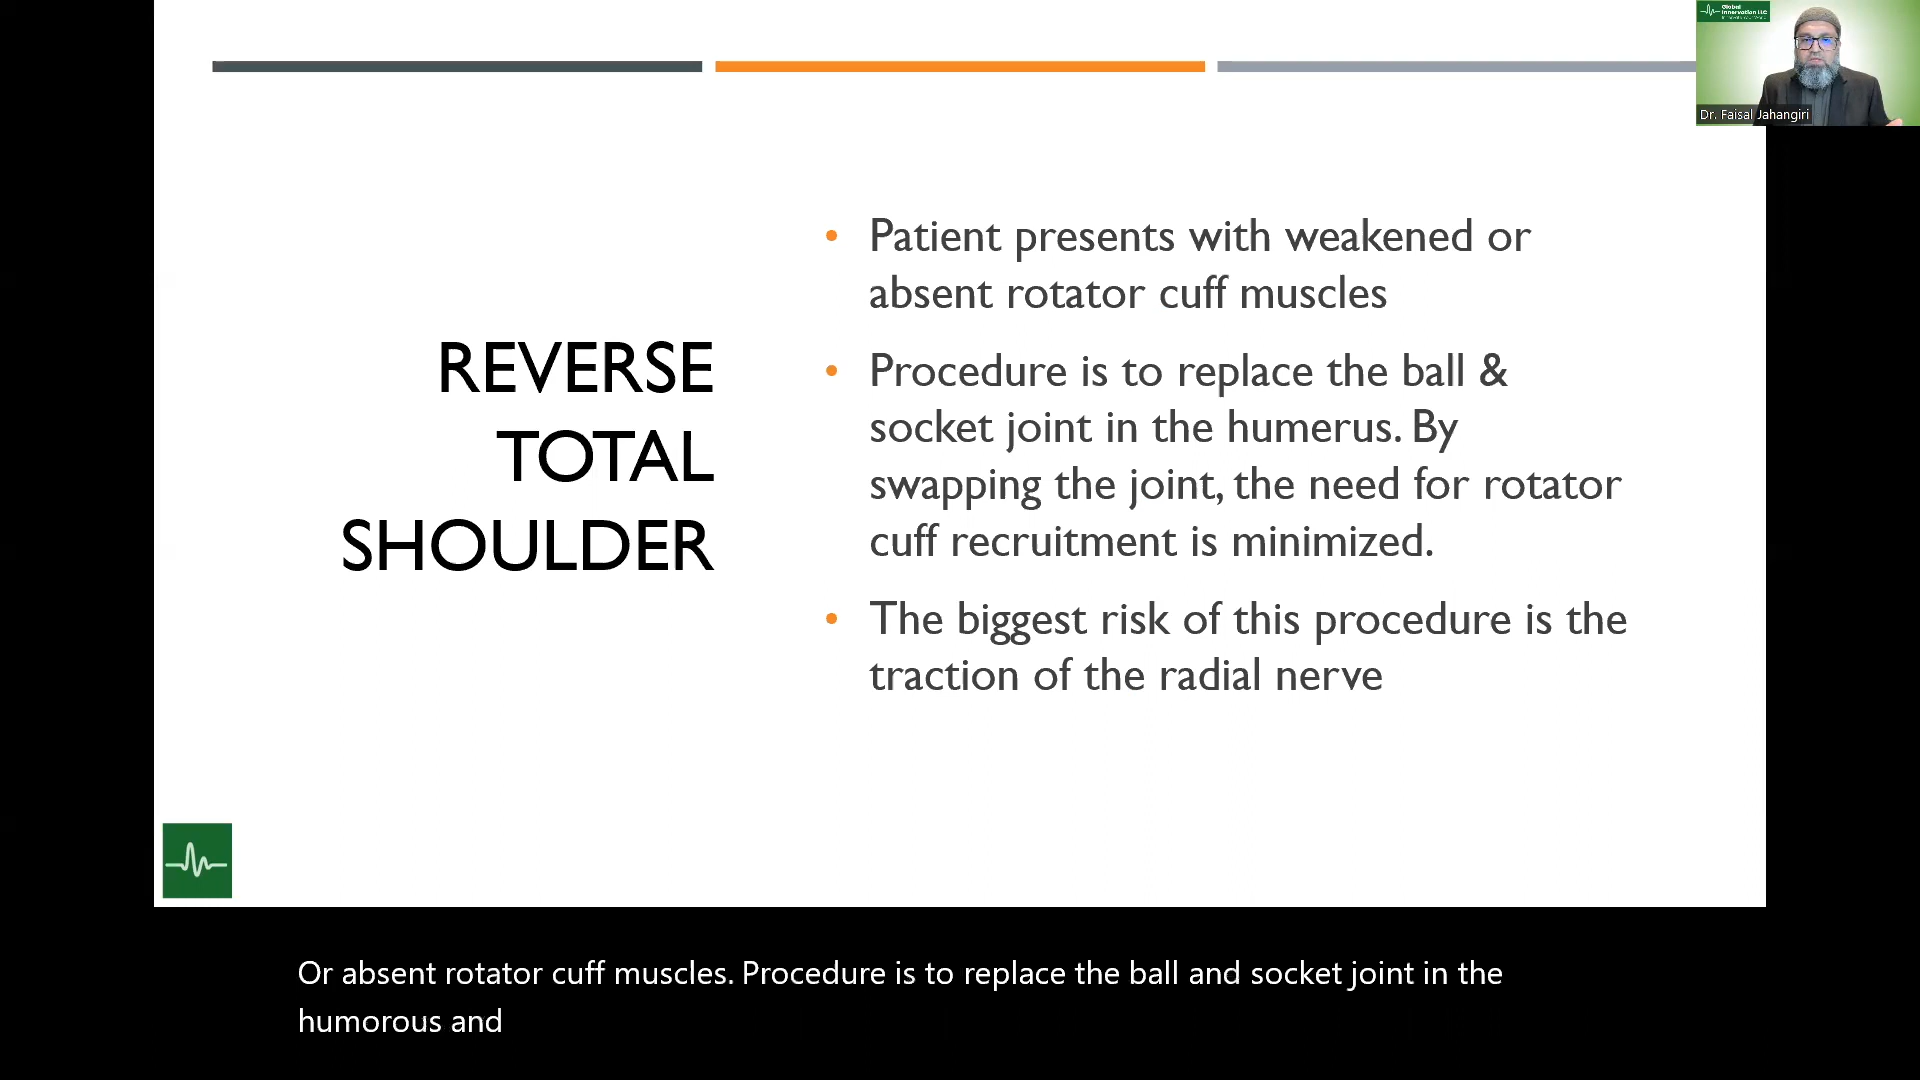 Global
Innervation LLC
Dr. Faisal Jahangiri
REVERSE
TOTAL
SHOULDER
• Patient presents with weakened or
absent rotator cuff muscles
• Procedure is to replace the ball &
socket joint in the humerus. By
swapping the joint, the need for rotator
cuff recruitment is minimized.
• The biggest risk of this procedure is the
traction of the radial nerve
Or absent rotator cuff muscles. Procedure is to replace the ball and socket joint in the
humorous and